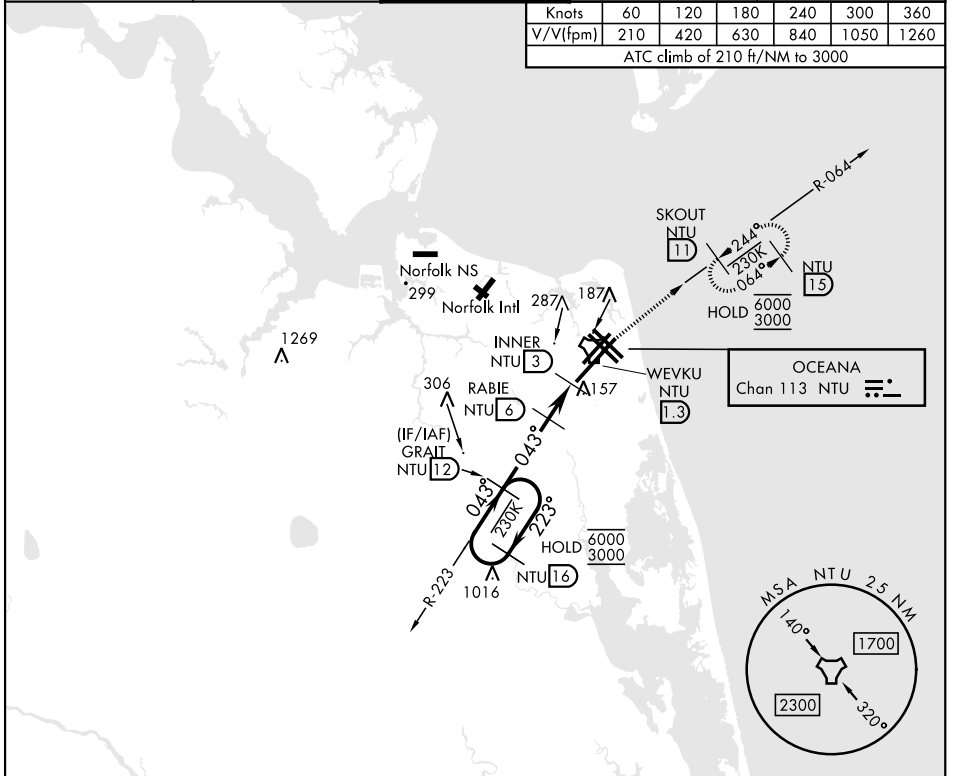 Knots 60 120 180 240 300 360
V/V(fpm) 210 420 630 840 1050 1260
ATC climb of 210 ft/NM to 3000
R-064
SKOUT
NTU
11
244°
230K
064°
NTU
15
HOLD 6000
3000
Norfolk NS
299
Norfolk Intl
287
187
1269
INNER
NTU 3
OCEANA
Chan 113 NTU
WEVKU
NTU
1.3
157
306
RABIE
NTU 6
(IF/IAF)
GRAIT
NTU 12
043°
043°
230K
223°
HOLD 6000
3000
NTU 16
R-223
1016
MSA NTU 25 NM
140°
1700
2300
320°